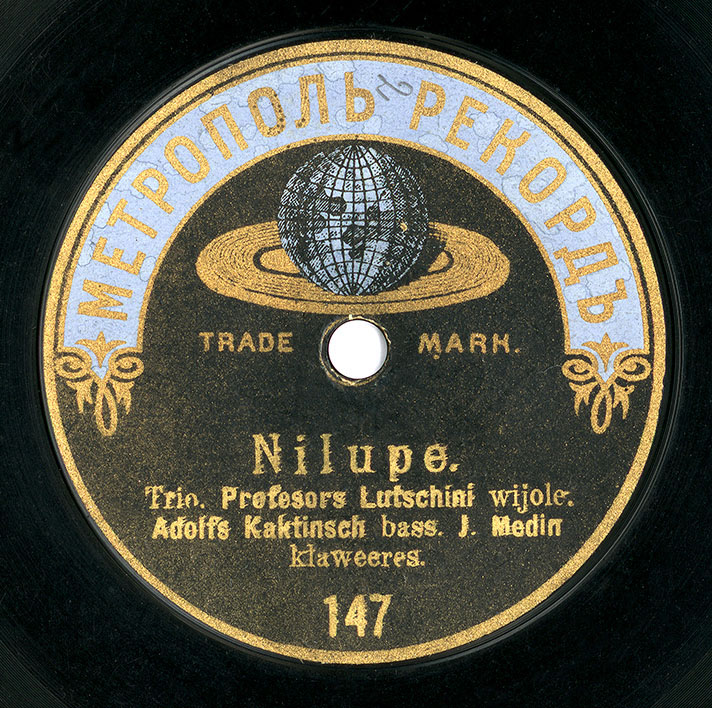 МЕТРОПОЛЬ РЕКОРДЪ
TRADE MARK.
Nilupe.
Trio. Profesors Lutschini wijole.
Adolfs Kaktinsch bass. J. Medin
klaweeres.
147